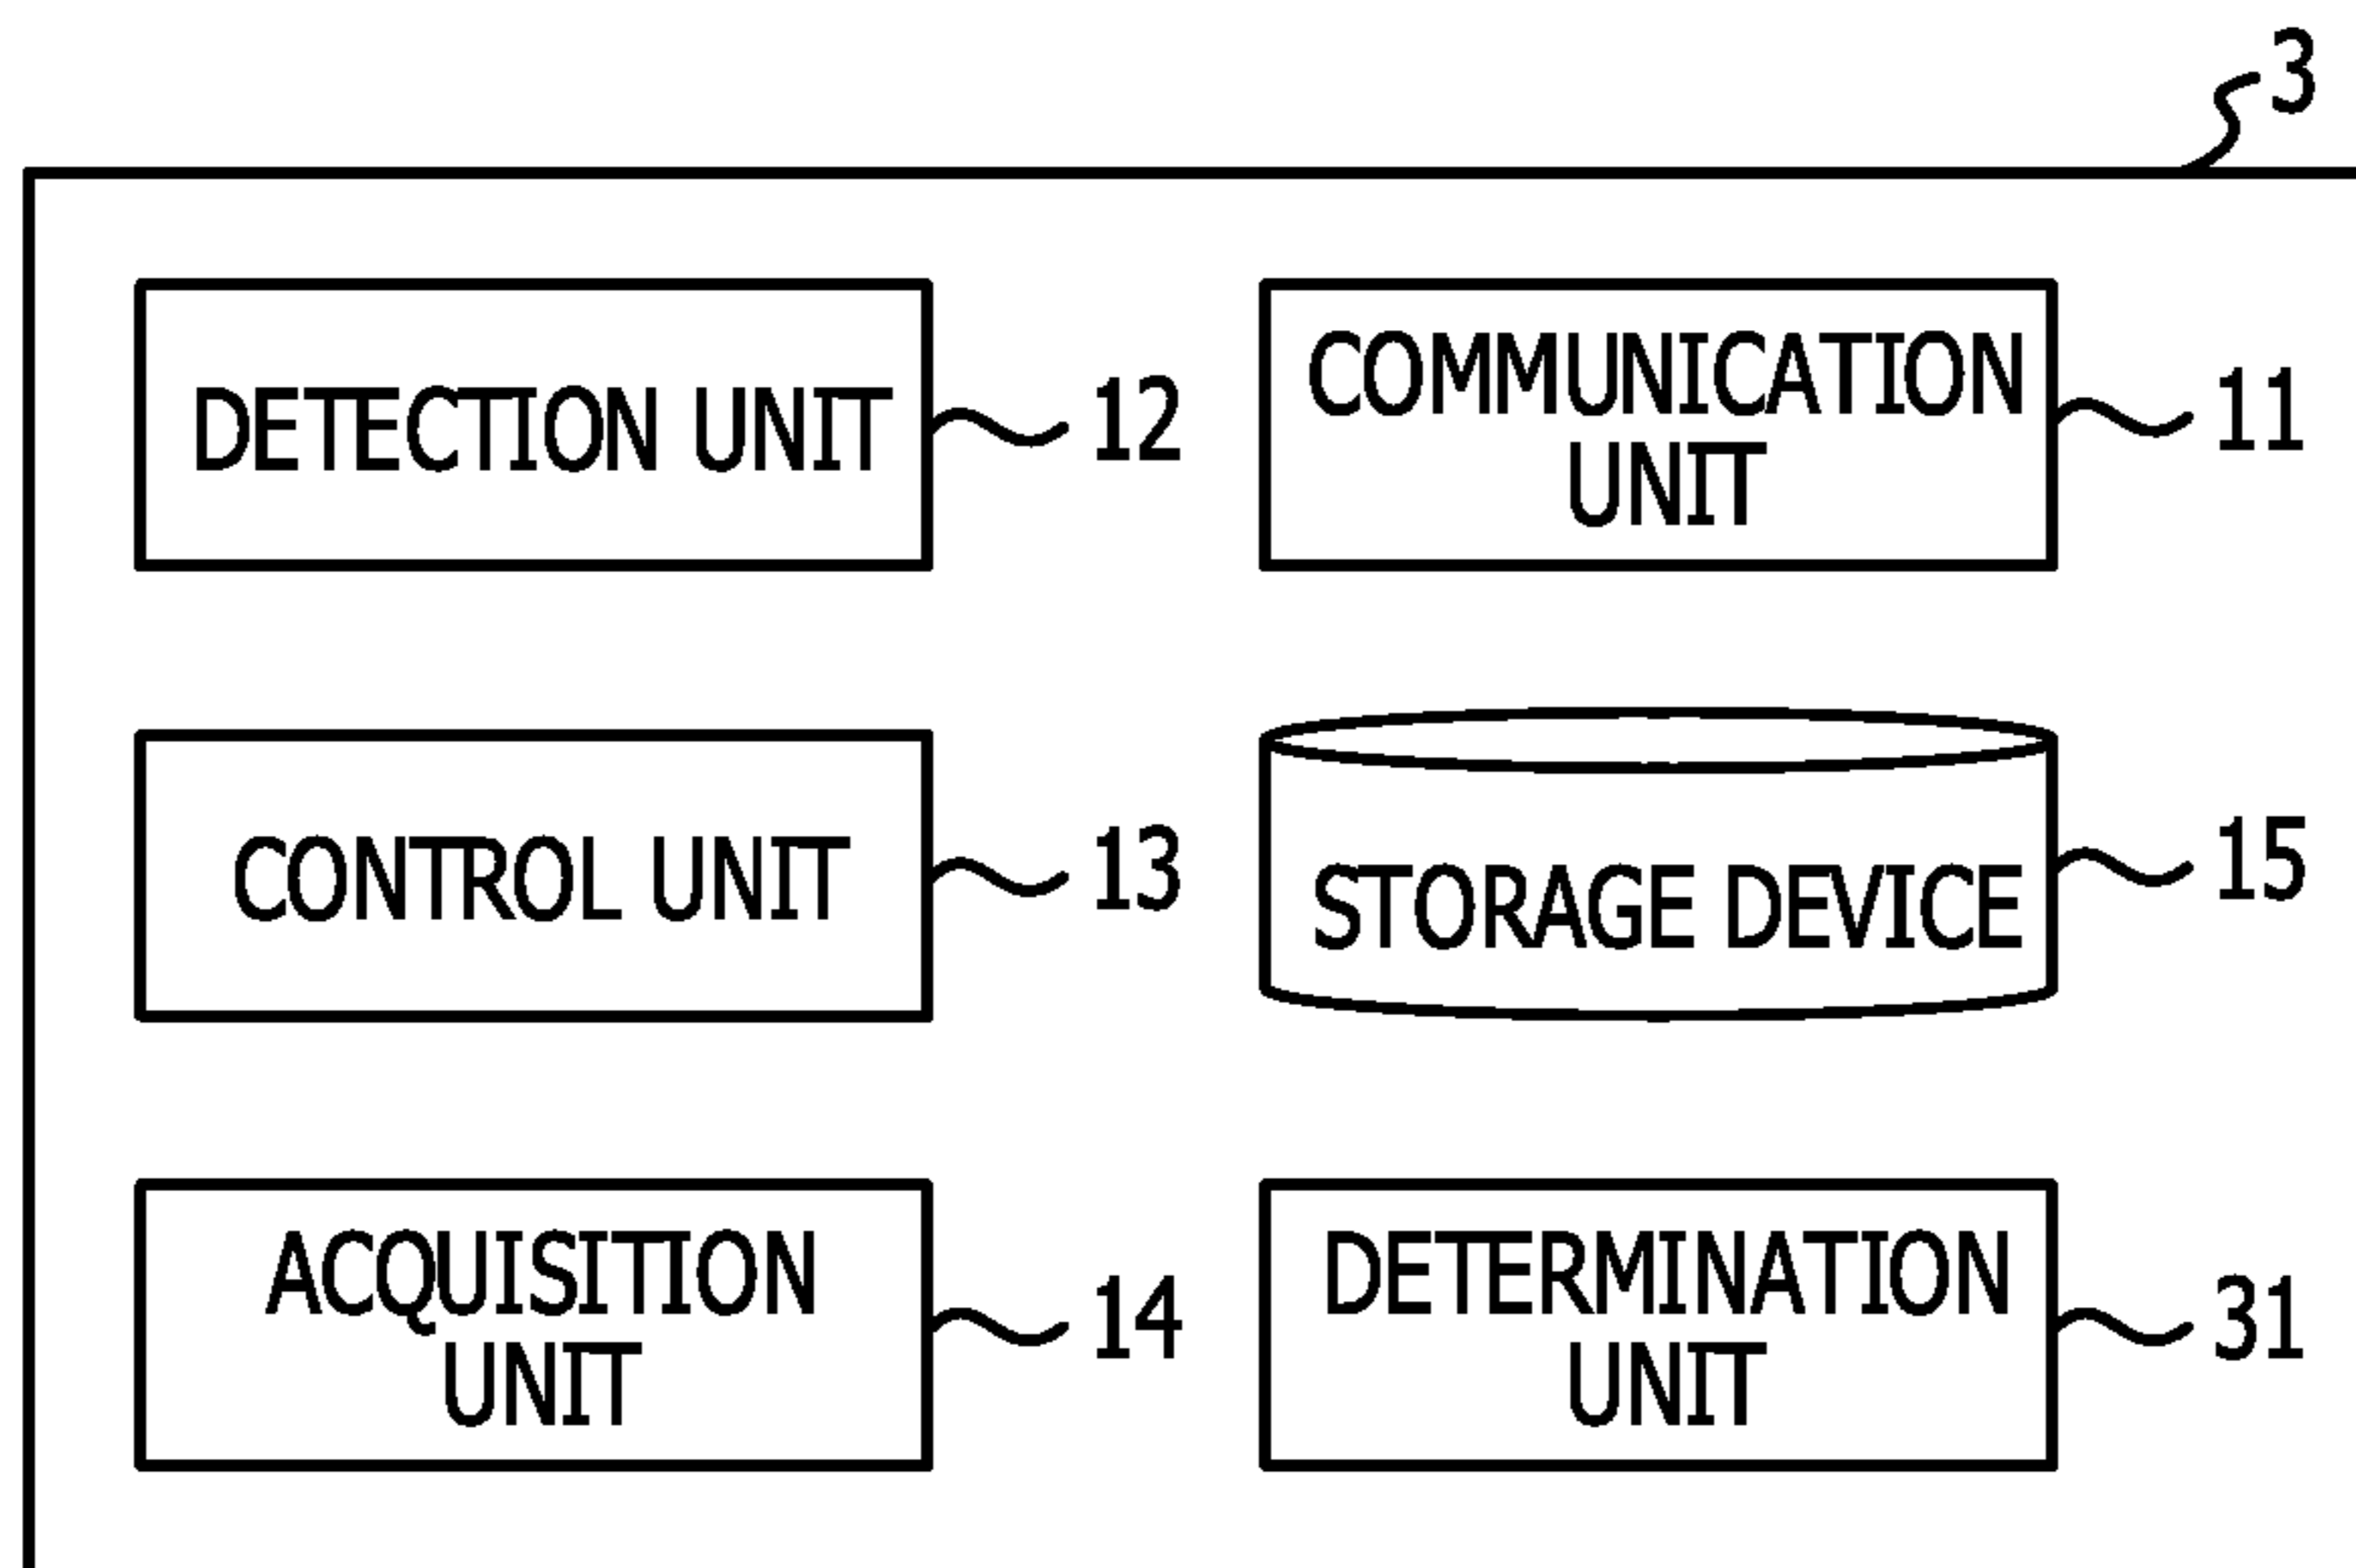 3
DETECTION UNIT
12
COMMUNICATION
UNIT
11
CONTROL UNIT
13
STORAGE DEVICE
15
ACQUISITION
UNIT
14
DETERMINATION
UNIT
31